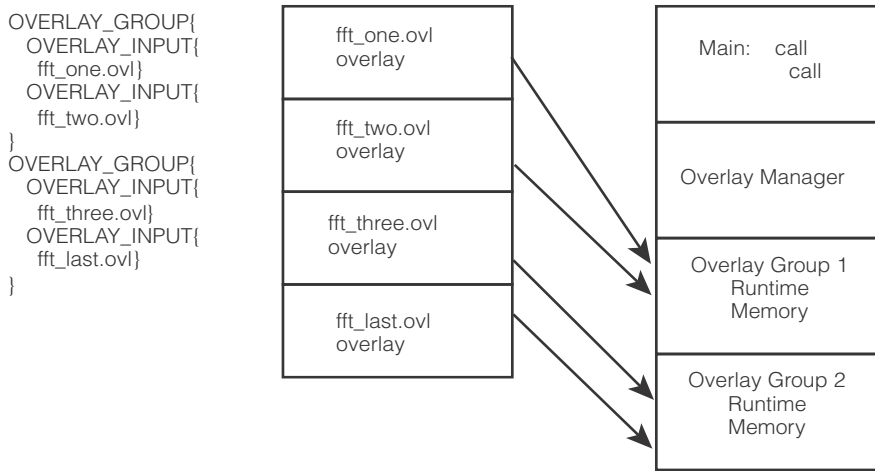 OVERLAY_GROUP{
OVERLAY_INPUT{
fft_one.ovl}
OVERLAY_INPUT{
fft_two.ovl}
}
OVERLAY_GROUP{
OVERLAY_INPUT{
fft_three.ovl}
OVERLAY_INPUT{
fft_last.ovl}
}
fft_one.ovl
overlay
fft_two.ovl
overlay
fft_three.ovl
overlay
fft_last.ovl
overlay
Main: call
call
Overlay Manager
Overlay Group 1
Runtime
Memory
Overlay Group 2
Runtime
Memory